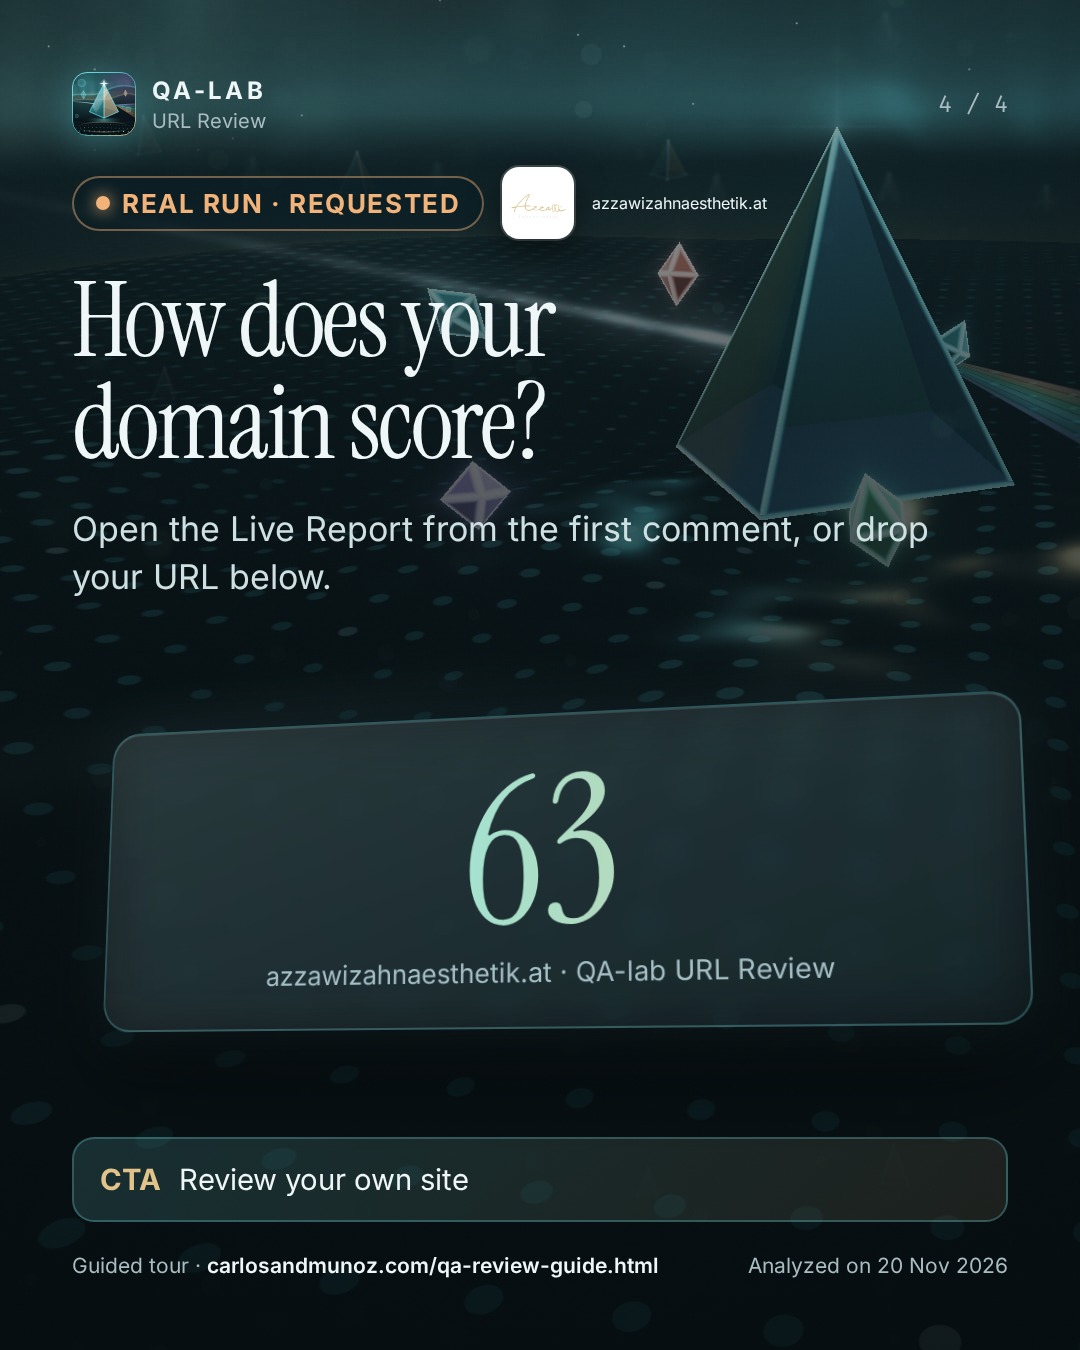 QA-LAB
URL Review
4 / 4
REAL RUN · REQUESTED
azzawizahnaesthetik.at
How does your
domain score?
Open the Live Report from the first comment, or drop
your URL below.
63
azzawizahnaesthetik.at · QA-lab URL Review
CTA Review your own site
Guided tour · carlosandmunoz.com/qa-review-guide.html
Analyzed on 20 Nov 2026